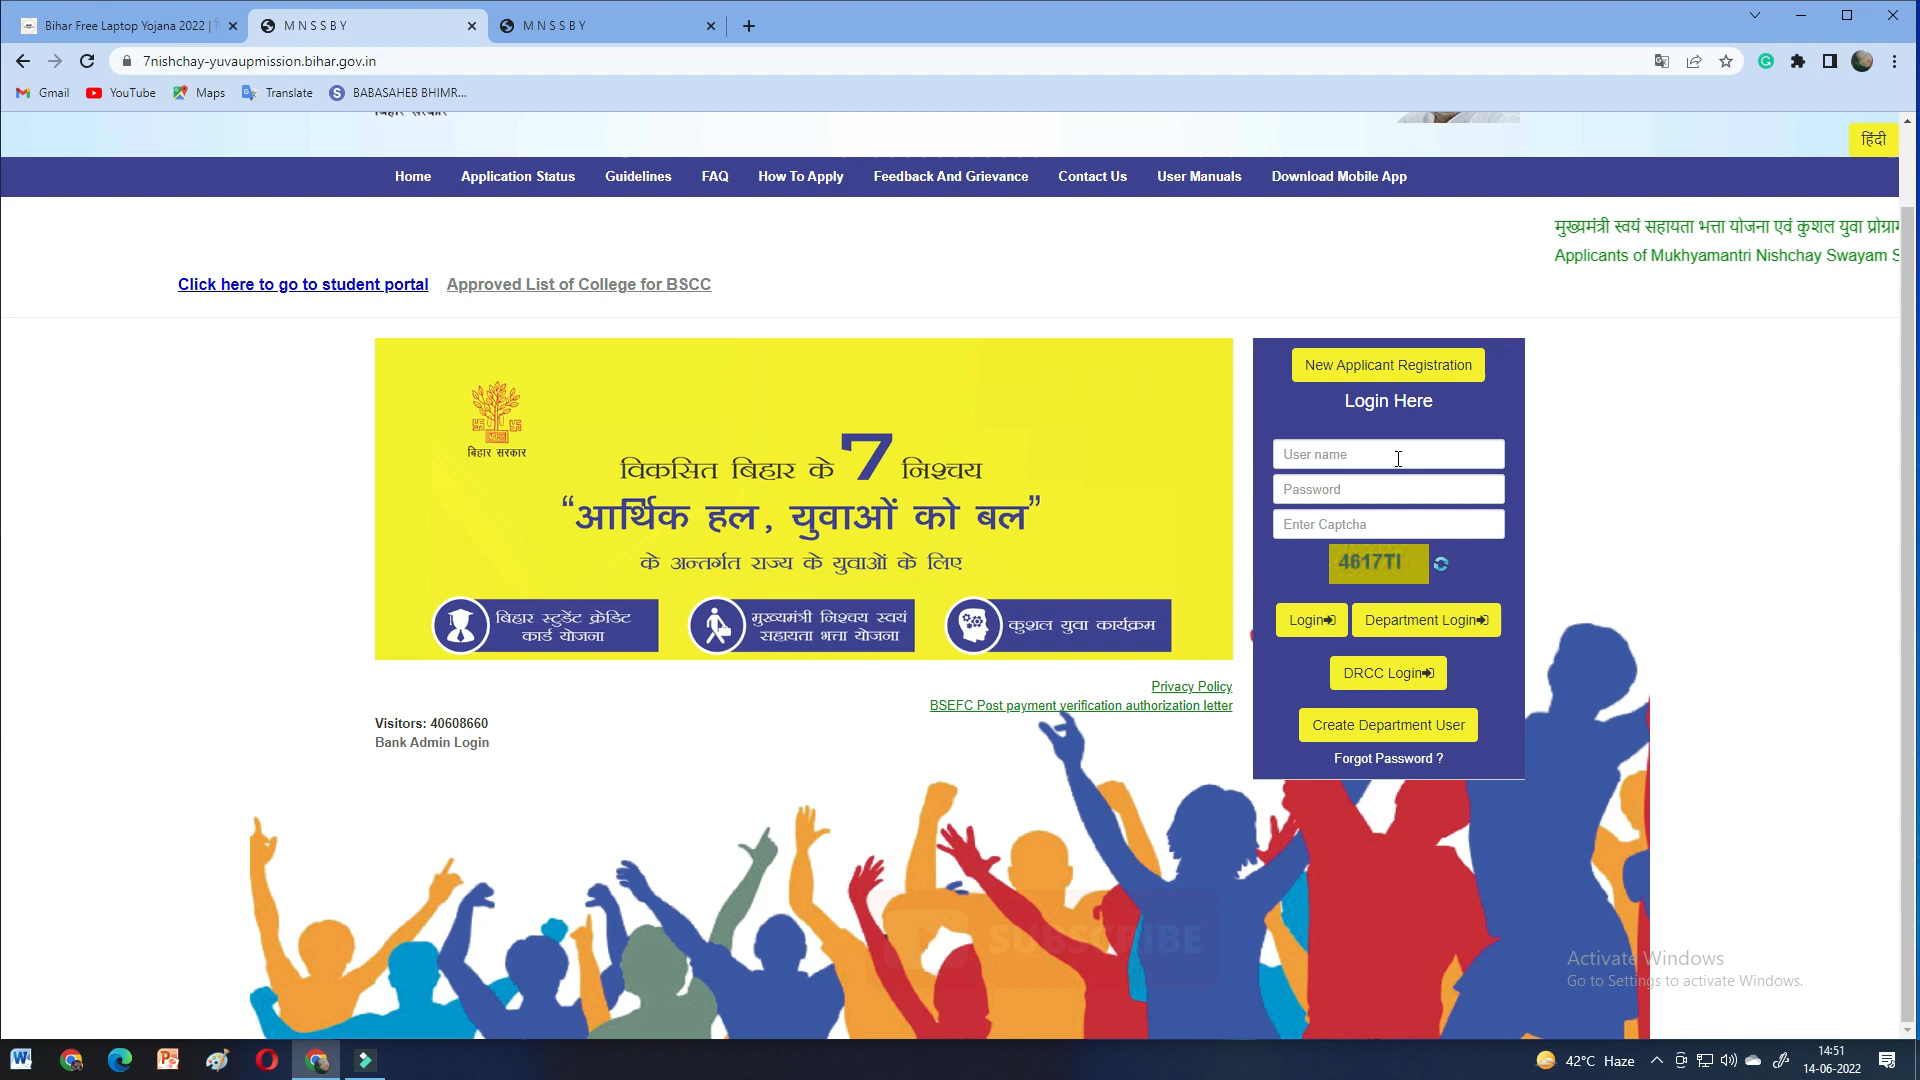 Bihar Free Laptop Yojana 2022 |
M N S S B Y
M N S S B Y
7nishchay-yuvaupmission.bihar.gov.in
Gmail
YouTube
Maps
Translate
BABASAHEB BHIMR...
बिहार सरकार
हिंदी
Home
Application Status
Guidelines
FAQ
How To Apply
Feedback And Grievance
Contact Us
User Manuals
Download Mobile App
मुख्यमंत्री स्वयं सहायता भत्ता योजना एवं कुशल युवा प्रोग्राम
Applicants of Mukhyamantri Nishchay Swayam S
Click here to go to student portal
Approved List of College for BSCC
बिहार सरकार
विकसित बिहार के 7 निश्चय
“आर्थिक हल, युवाओं को बल”
के अन्तर्गत राज्य के युवाओं के लिए
बिहार स्टुडेंट क्रेडिट
कार्ड योजना
मुख्यमंत्री निश्चय स्वयं
सहायता भत्ता योजना
कुशल युवा कार्यक्रम
New Applicant Registration
Login Here
User name
Password
Enter Captcha
4617TI
Login
Department Login
DRCC Login
Create Department User
Forgot Password ?
Privacy Policy
BSEFC Post payment verification authorization letter
Visitors: 40608660
Bank Admin Login
SUBSCRIBE
Activate Windows
Go to Settings to activate Windows.
42°C Haze
14:51
14-06-2022